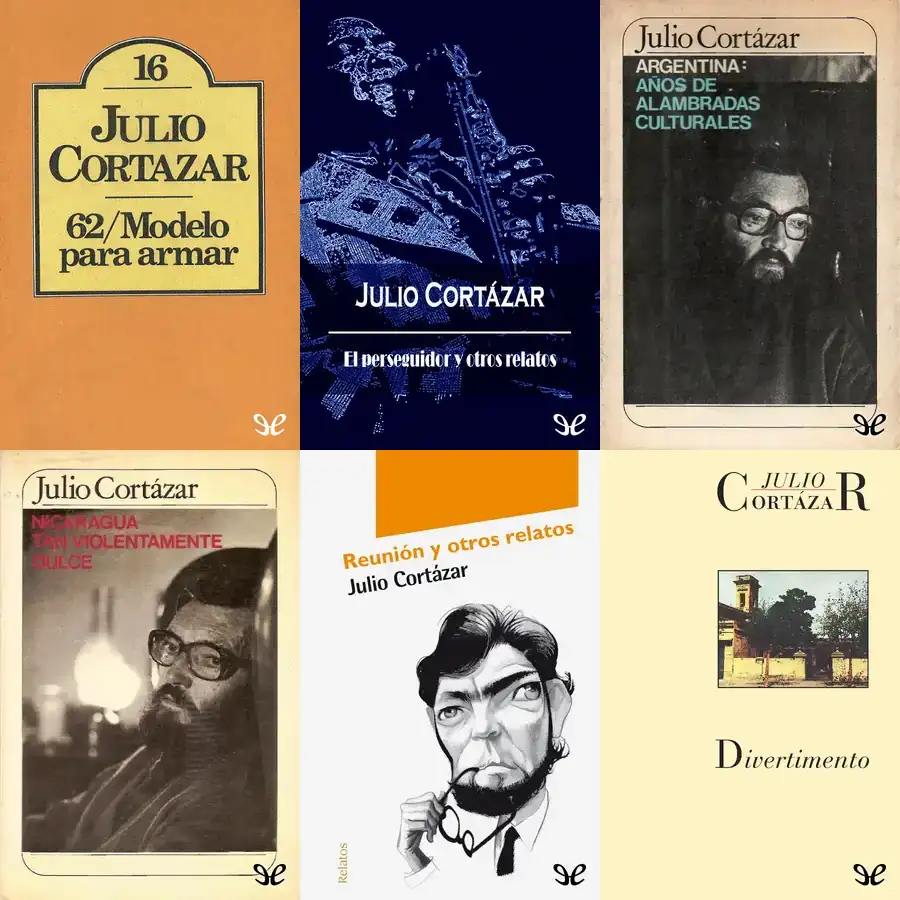 16
JULIO
CORTAZAR
62/Modelo
para armar
JULIO CORTÁZAR
El perseguidor y otros relatos
Julio Cortázar
ARGENTINA:
AÑOS DE
ALAMBRADAS
CULTURALES
Julio Cortázar
NICARAGUA
TAN VIOLENTAMENTE
DULCE
Reunión y otros relatos
Julio Cortázar
Relatos
JULIO
CORTÁZAR
Divertimento